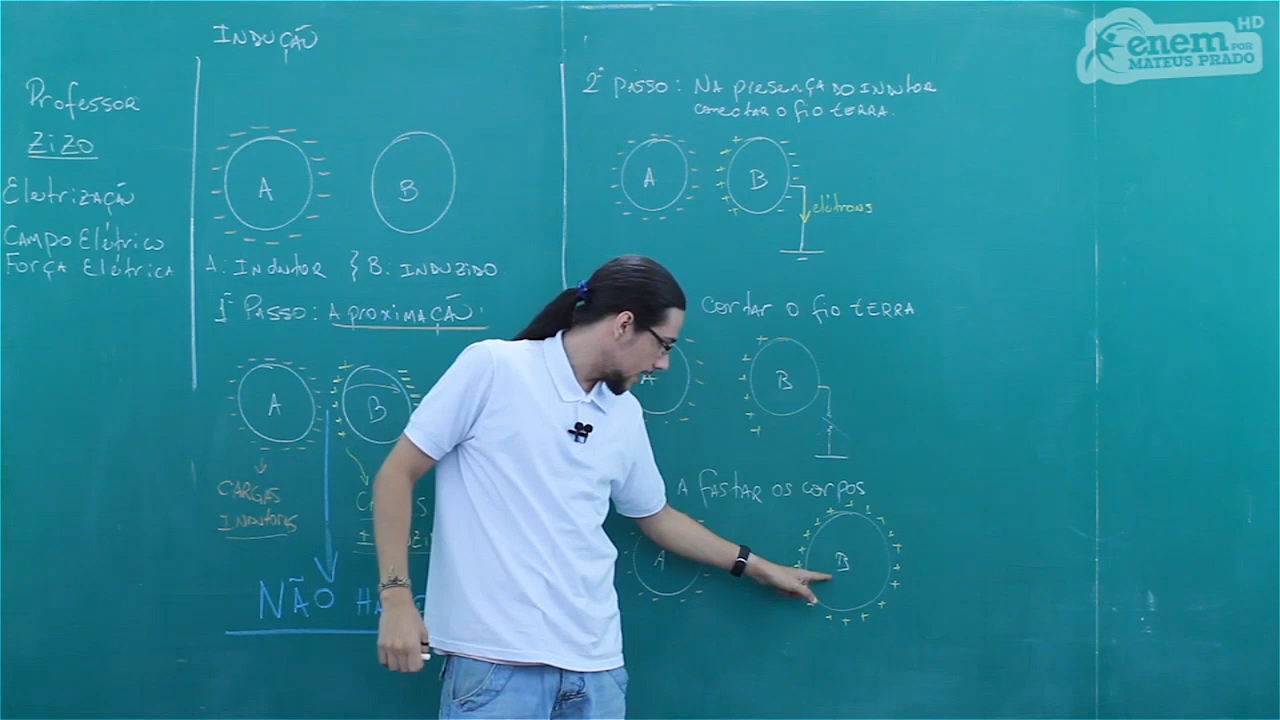 INDUÇÃO
Professor
ZIZO
Eletrização
Campo Elétrico
Força Elétrica
A B
A: INDUTOR } B: INDUZIDO
1º PASSO: APROXIMAÇÃO
A B
CARGAS
INDUTORAS
NÃO
2º PASSO: NA PRESENÇA DO INDUTOR
CONECTAR O FIO TERRA.
A B
elétrons
CORTAR O FIO TERRA
A B
AFASTAR OS CORPOS
A B
enem HD
POR
MATEUS PRADO